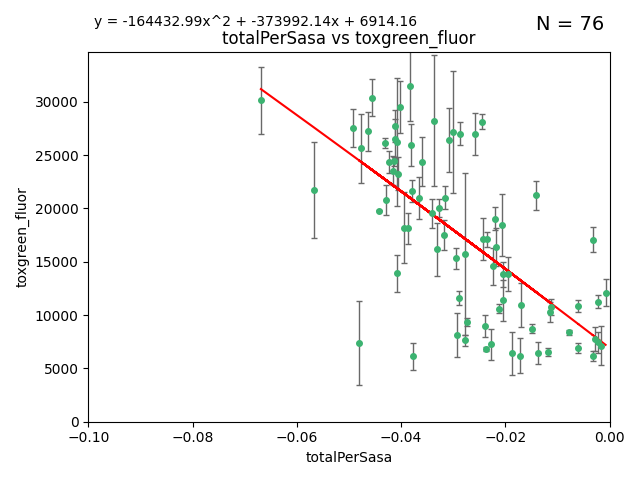 y = -164432.99x^2 + -373992.14x + 6914.16
N = 76
totalPerSasa vs toxgreen_fluor
30000
25000
20000
15000
10000
5000
0
toxgreen_fluor
−0.10 −0.08 −0.06 −0.04 −0.02 0.00
totalPerSasa